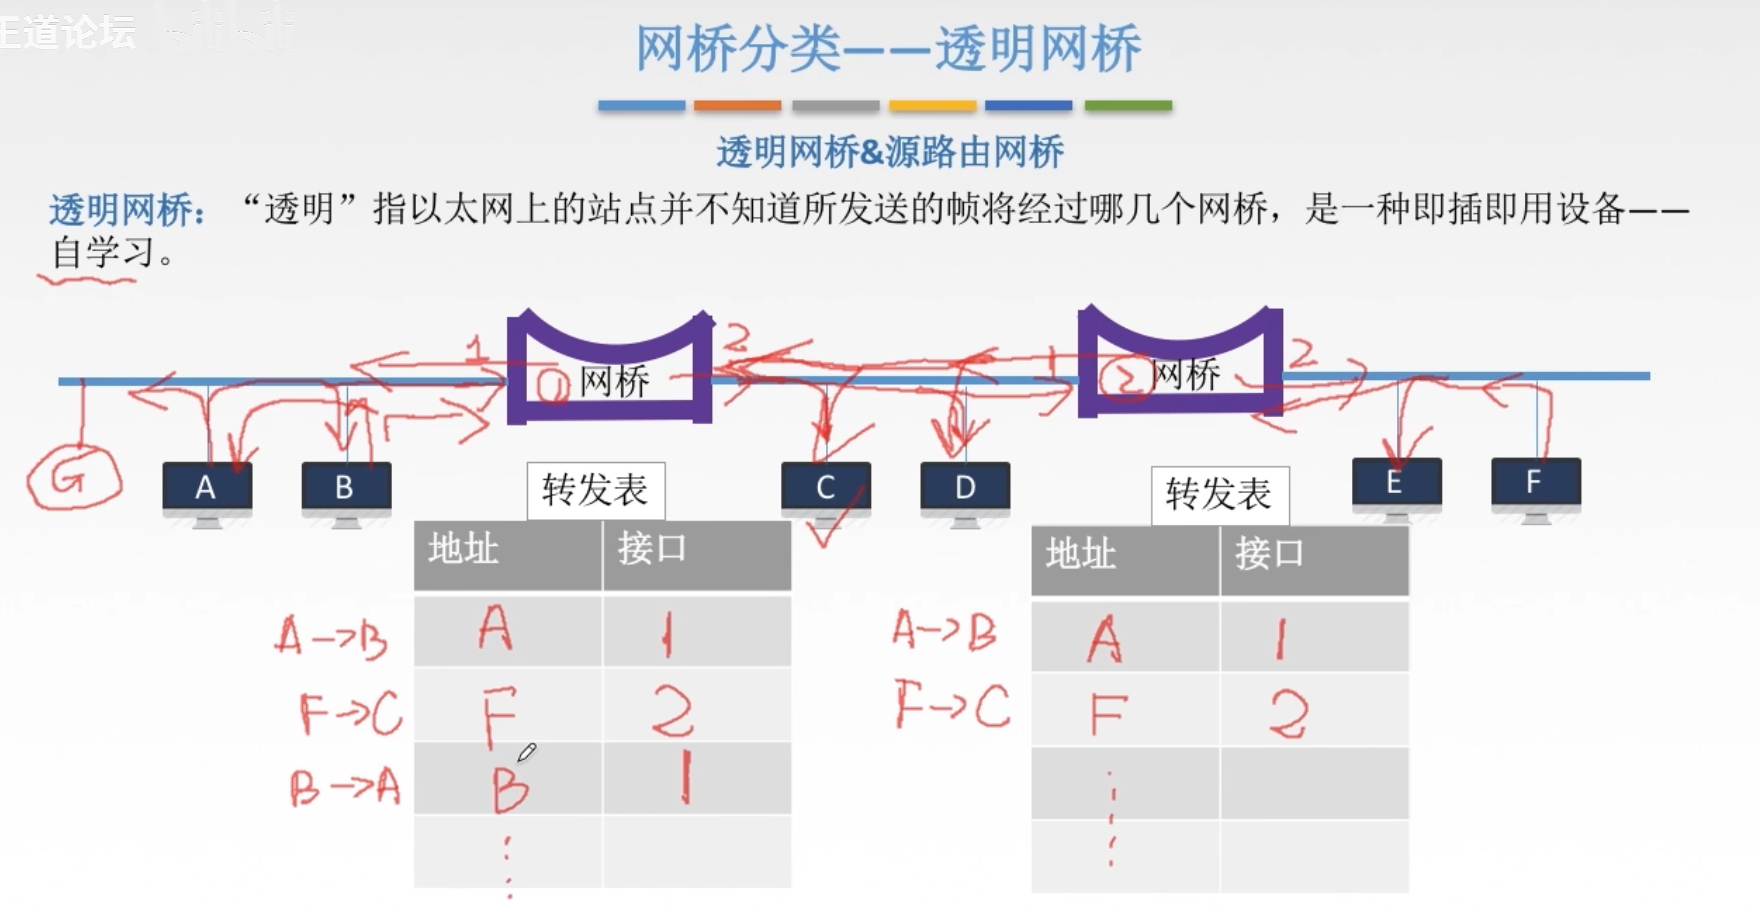 王道论坛 bilibili
网桥分类——透明网桥
透明网桥&源路由网桥
透明网桥：“透明”指以太网上的站点并不知道所发送的帧将经过哪几个网桥，是一种即插即用设备——
自学习。
1 2 1 2
① 网桥 ② 网桥
G A B C D E F
转发表 转发表
地址 接口
A→B A 1
F→C F 2
B→A B 1
地址 接口
A→B A 1
F→C F 2